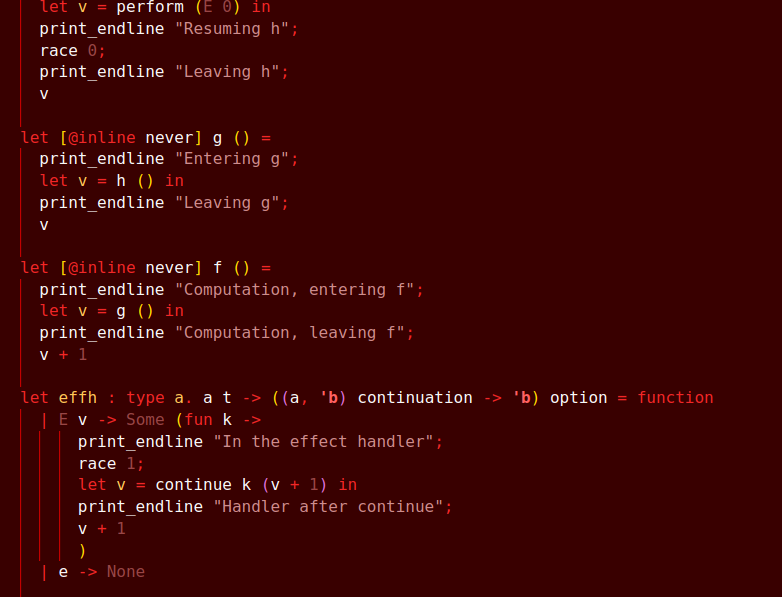 let v = perform (E 0) in
print_endline "Resuming h";
race 0;
print_endline "Leaving h";
v
let [@inline never] g () =
print_endline "Entering g";
let v = h () in
print_endline "Leaving g";
v
let [@inline never] f () =
print_endline "Computation, entering f";
let v = g () in
print_endline "Computation, leaving f";
v + 1
let effh : type a. a t -> ((a, 'b) continuation -> 'b) option = function
| E v -> Some (fun k ->
print_endline "In the effect handler";
race 1;
let v = continue k (v + 1) in
print_endline "Handler after continue";
v + 1
)
| e -> None